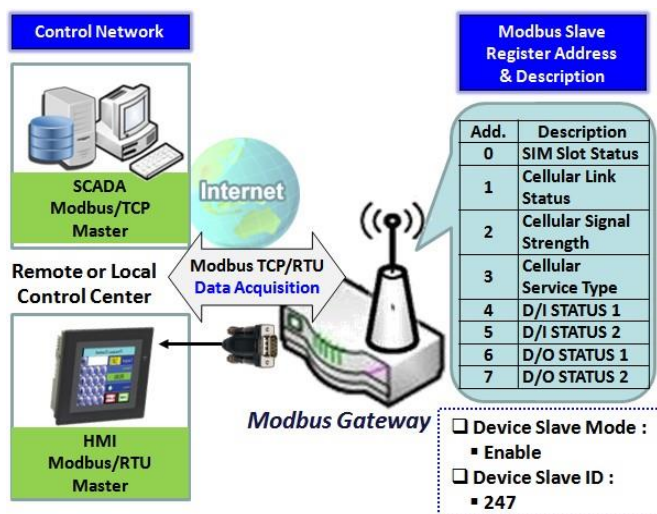 Control Network
SCADA
Modbus/TCP
Master
Remote or Local
Control Center
HMI
Modbus/RTU
Master
Internet
Modbus TCP/RTU
Data Acquisition
Modbus Gateway
Modbus Slave
Register Address
& Description
Add. Description
0 SIM Slot Status
1 Cellular Link
Status
2 Cellular Signal
Strength
3 Cellular
Service Type
4 D/I STATUS 1
5 D/I STATUS 2
6 D/O STATUS 1
7 D/O STATUS 2
❑ Device Slave Mode :
▪ Enable
❑ Device Slave ID :
▪ 247